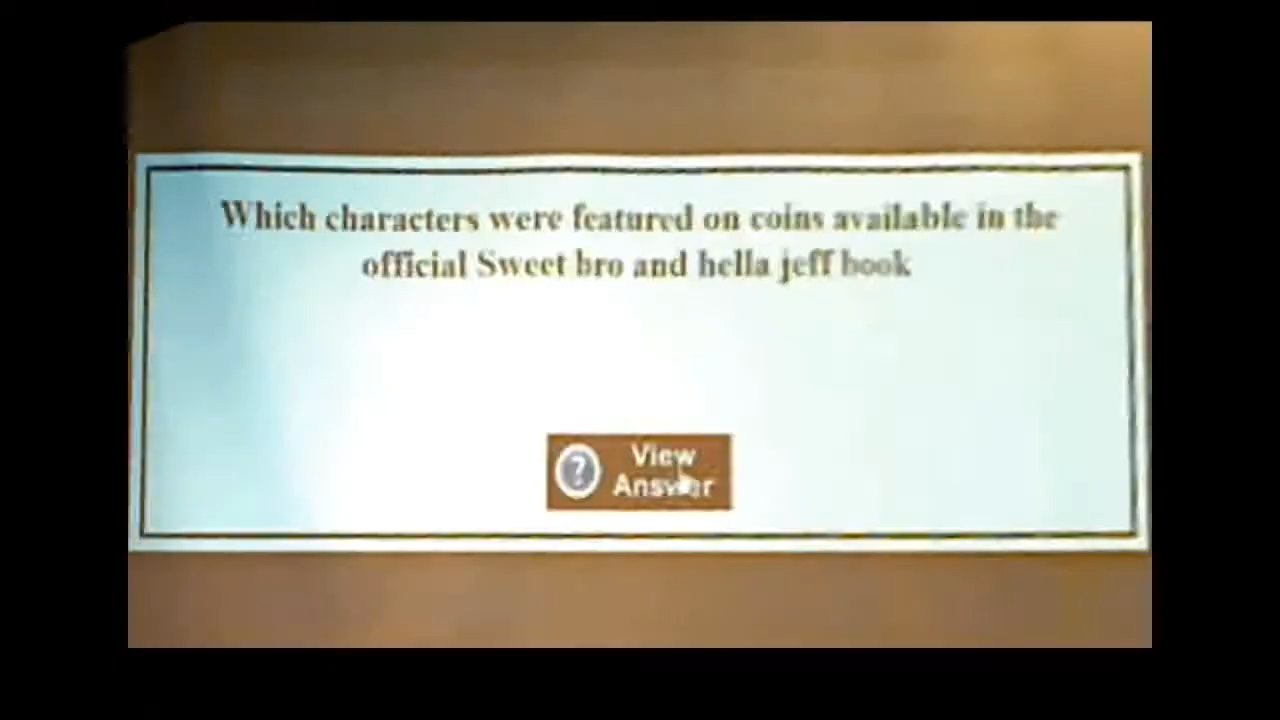 Which characters were featured on coins available in the
official Sweet bro and hella jeff book
?
View
Answer